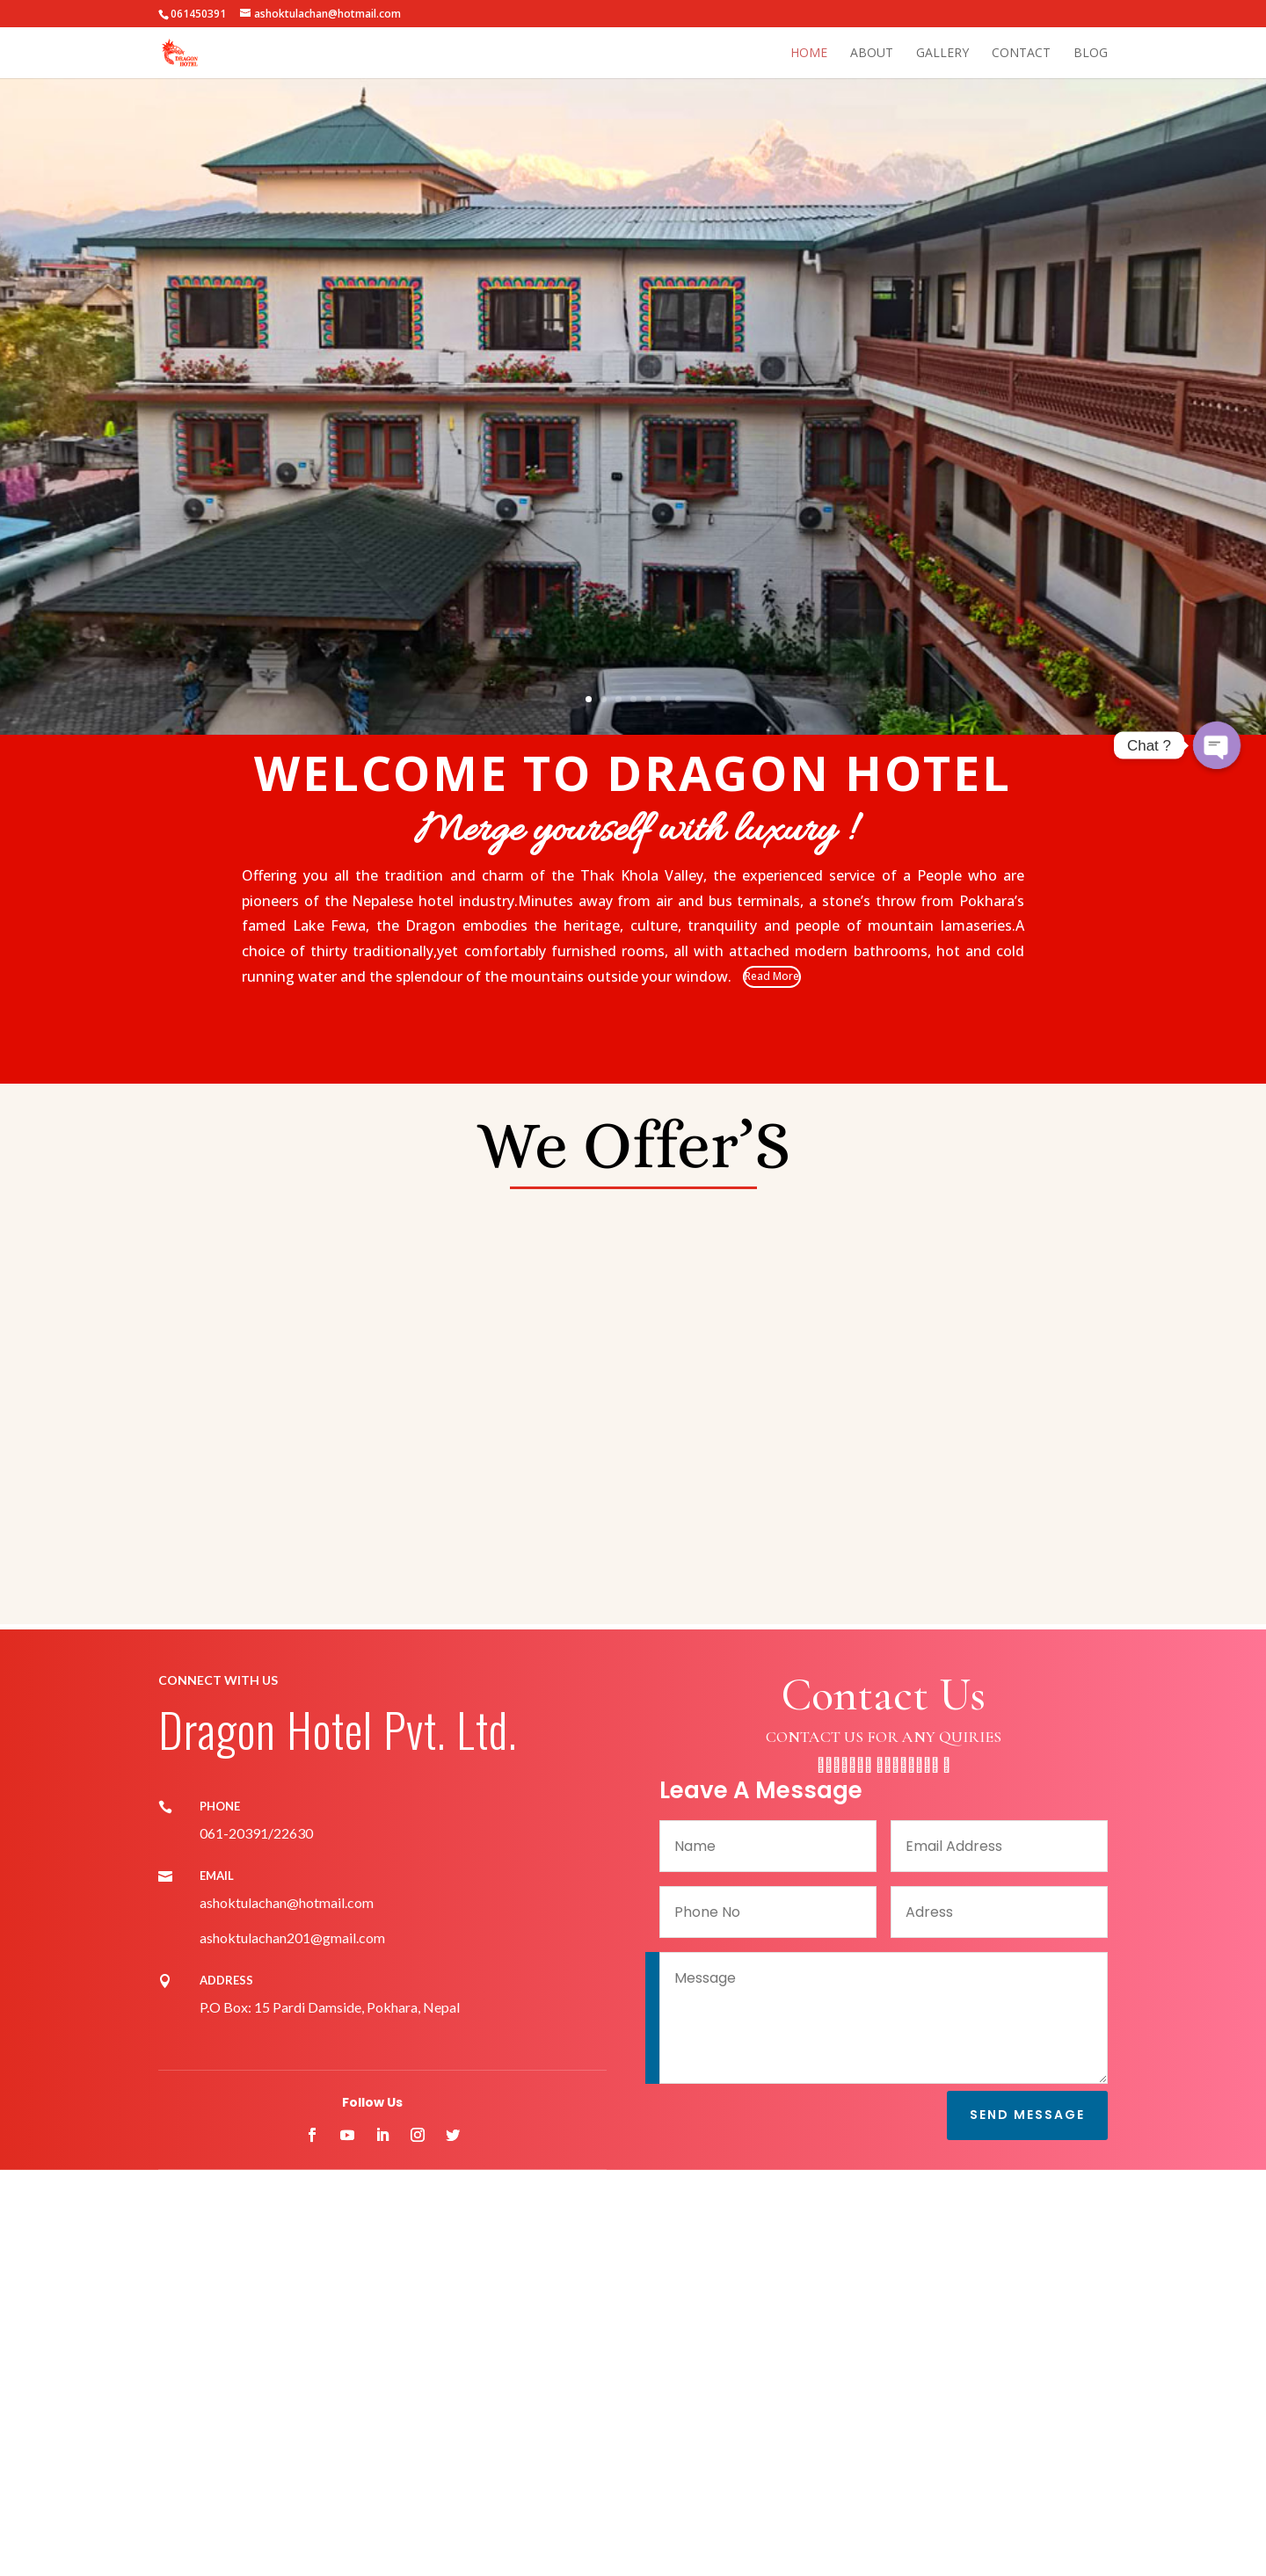 061450391 ashoktulachan@hotmail.com
DRAGON
HOTEL
HOME ABOUT GALLERY CONTACT BLOG
Chat ?
WELCOME TO DRAGON HOTEL
Merge yourself with luxury !
Offering you all the tradition and charm of the Thak Khola Valley, the experienced service of a People who are
pioneers of the Nepalese hotel industry.Minutes away from air and bus terminals, a stone’s throw from Pokhara’s
famed Lake Fewa, the Dragon embodies the heritage, culture, tranquility and people of mountain lamaseries.A
choice of thirty traditionally,yet comfortably furnished rooms, all with attached modern bathrooms, hot and cold
running water and the splendour of the mountains outside your window. Read More
We Offer’S
CONNECT WITH US
Dragon Hotel Pvt. Ltd.
PHONE
061-20391/22630
EMAIL
ashoktulachan@hotmail.com
ashoktulachan201@gmail.com
ADDRESS
P.O Box: 15 Pardi Damside, Pokhara, Nepal
Follow Us
Contact Us
CONTACT US FOR ANY QUIRIES
Leave A Message
Name Email Address
Phone No Adress
Message
SEND MESSAGE